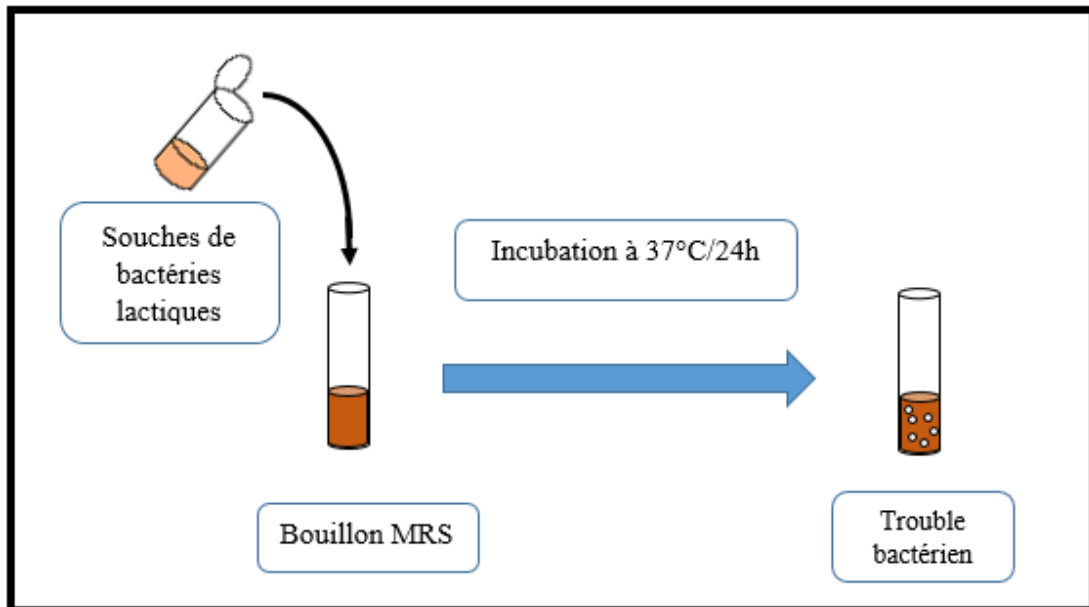 Souches de
bactéries
lactiques
Incubation à 37°C/24h
Bouillon MRS
Trouble
bactérien